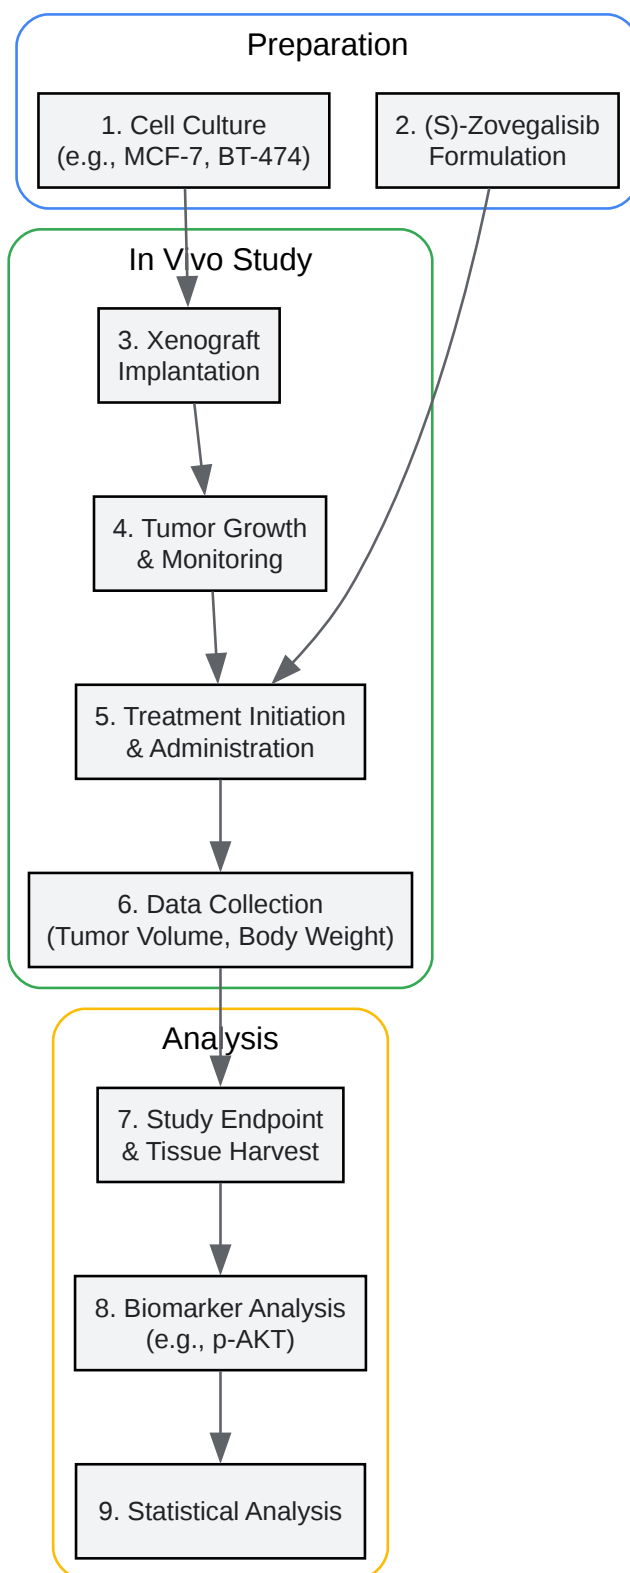 Preparation
1. Cell Culture
(e.g., MCF-7, BT-474)
2. (S)-Zovegalisib
Formulation
In Vivo Study
3. Xenograft
Implantation
4. Tumor Growth
& Monitoring
5. Treatment Initiation
& Administration
6. Data Collection
(Tumor Volume, Body Weight)
Analysis
7. Study Endpoint
& Tissue Harvest
8. Biomarker Analysis
(e.g., p-AKT)
9. Statistical Analysis